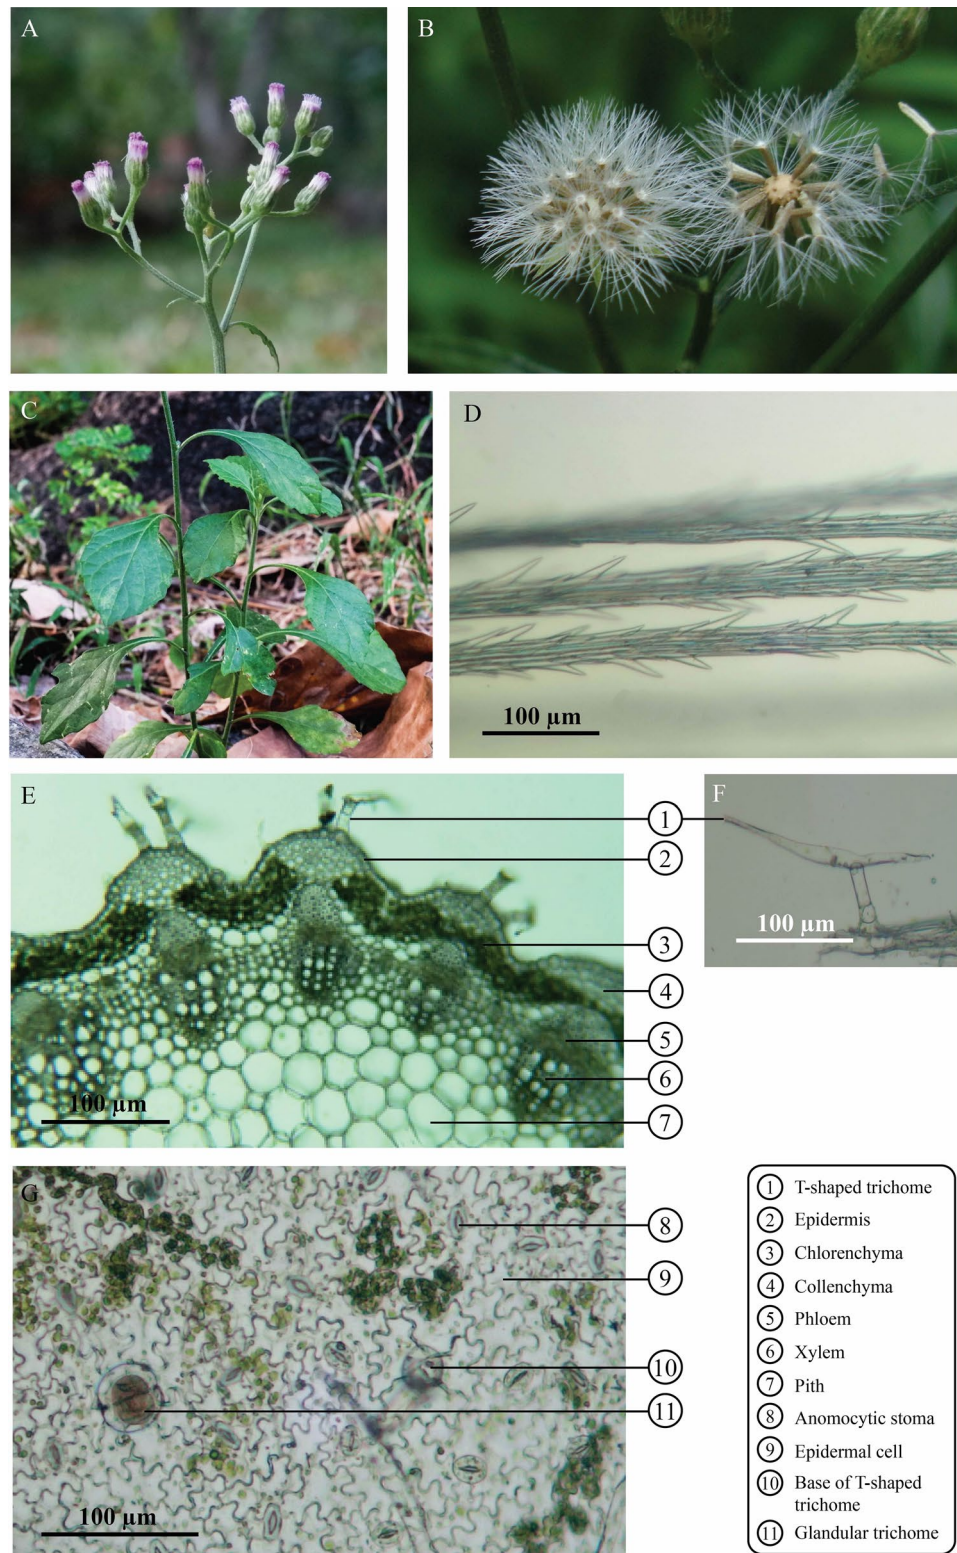 A
B
C
D
100 µm
E
1
2
3
4
5
6
7
100 µm
F
100 µm
G
8
9
10
11
100 µm
1 T-shaped trichome
2 Epidermis
3 Chlorenchyma
4 Collenchyma
5 Phloem
6 Xylem
7 Pith
8 Anomocytic stoma
9 Epidermal cell
10 Base of T-shaped
trichome
11 Glandular trichome